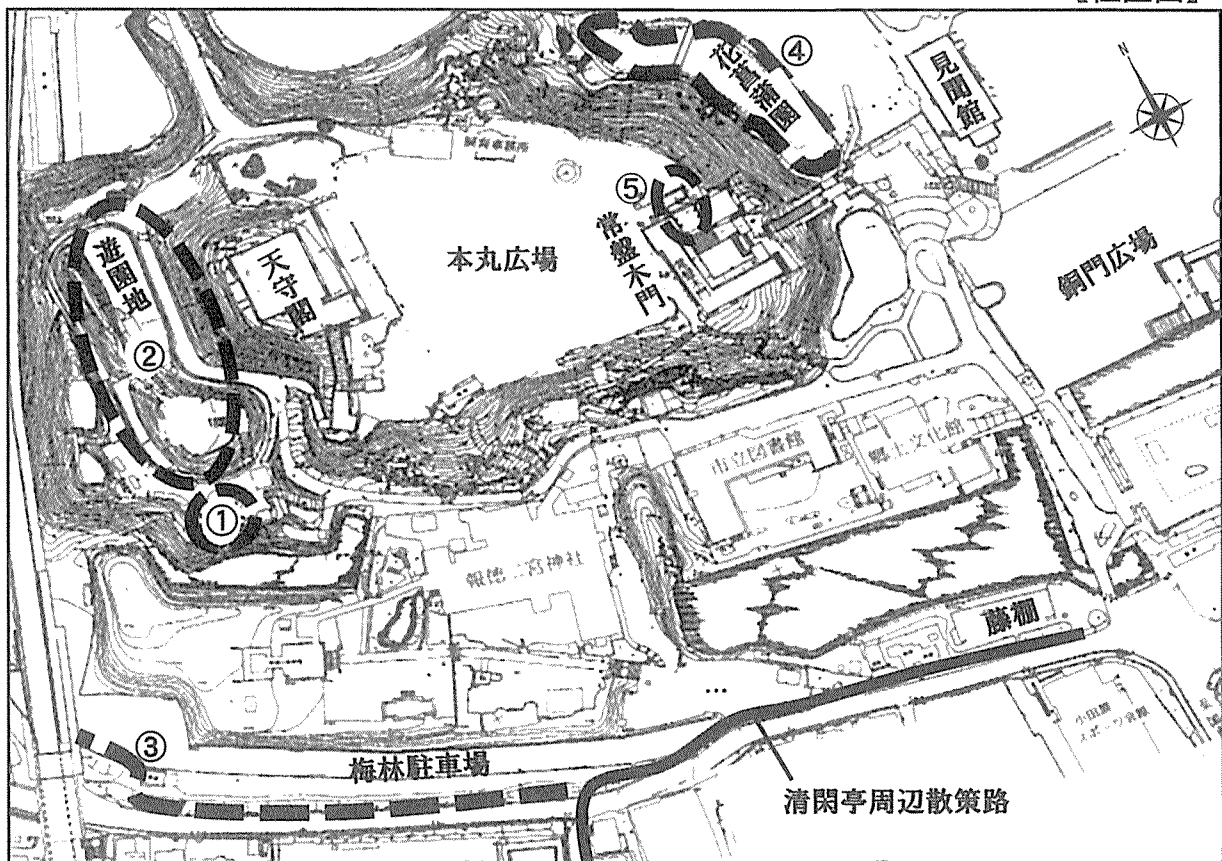 ④
花菖蒲園
見聞館
N
⑤
常盤木門
本丸広場
銅門広場
遊園地
天守閣
②
市立図書館
郷土文化館
①
報徳二宮神社
藤棚
③
梅林駐車場
清閑亭周辺散策路